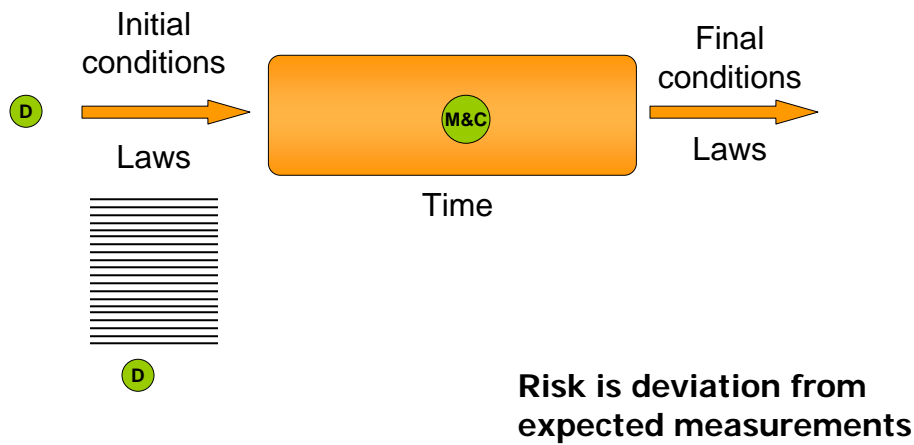 Initial
conditions
D
Laws
M&C
Time
Final
conditions
Laws
D
Risk is deviation from
expected measurements